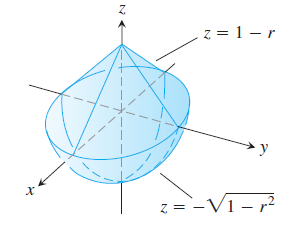 z
z = 1 − r
y
x
z = −√1 − r²